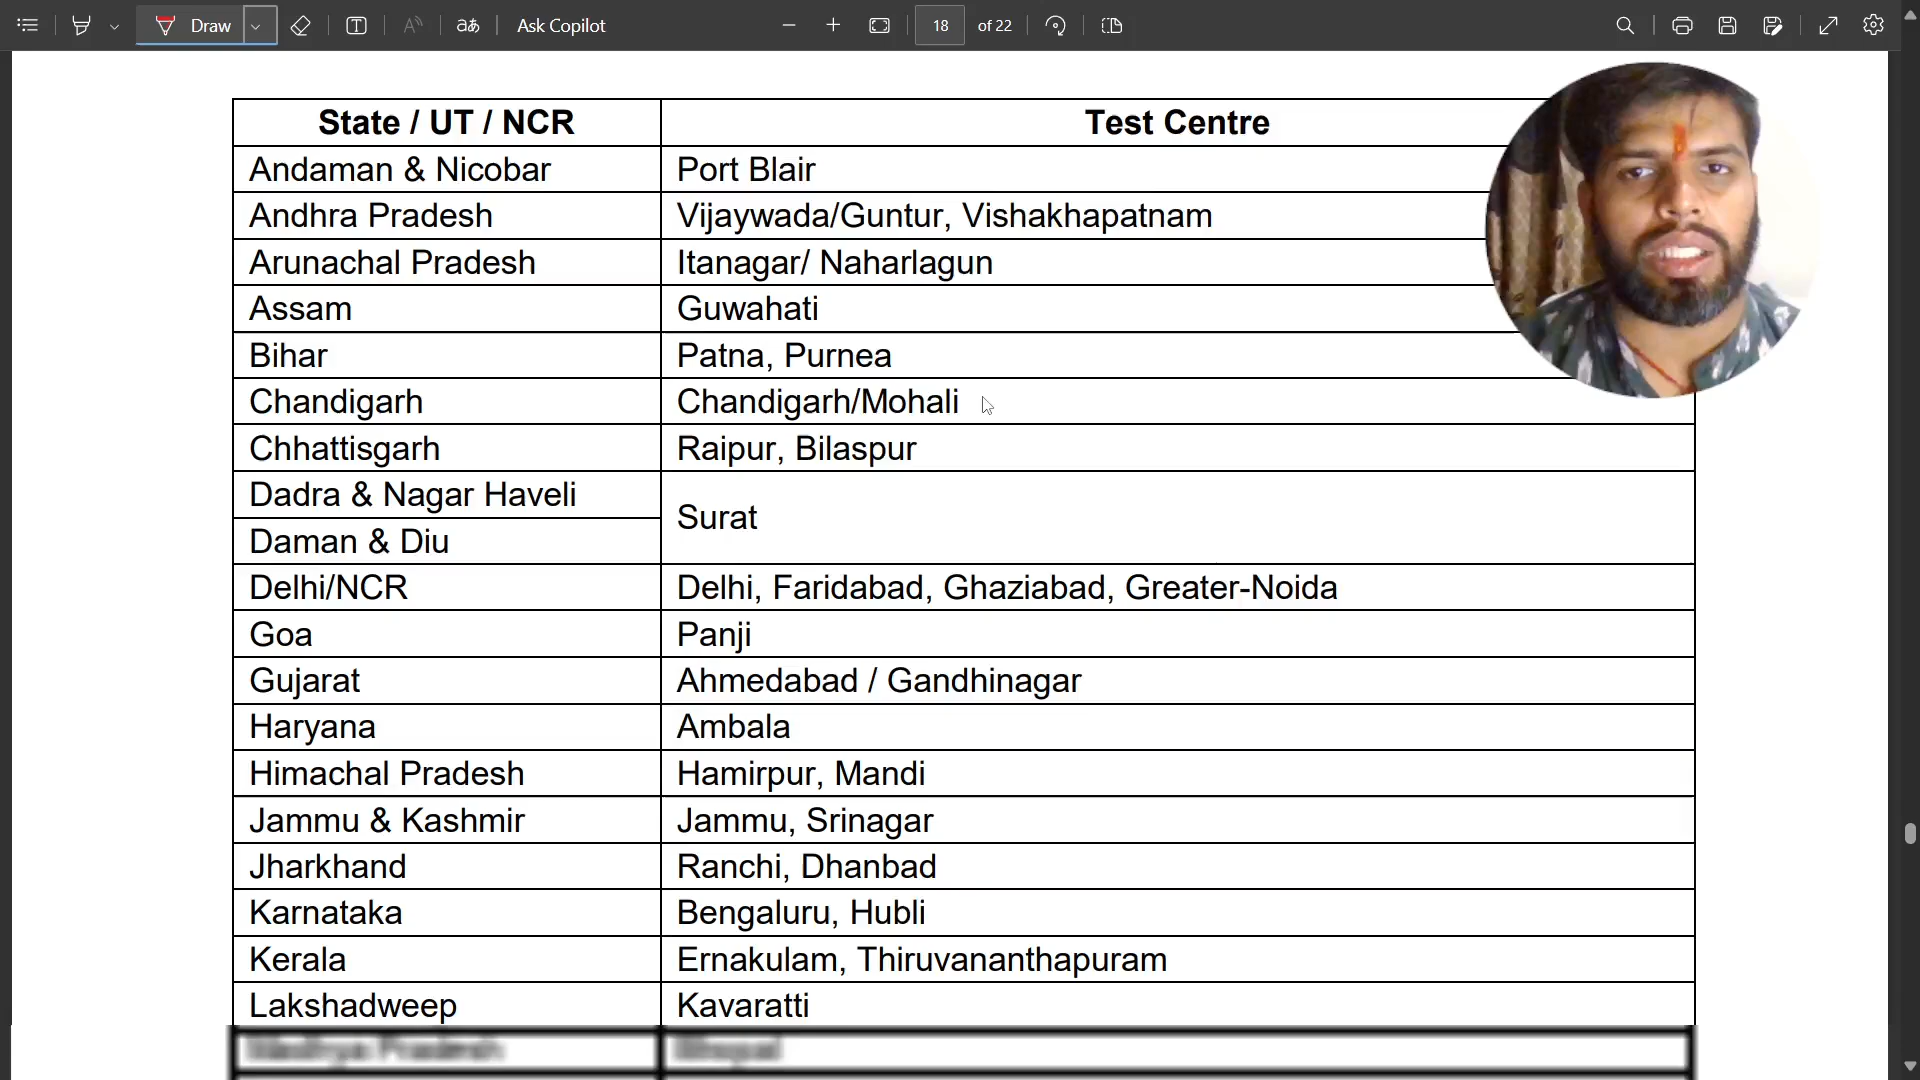 Draw Ask Copilot 18 of 22
State / UT / NCR Test Centre
Andaman & Nicobar Port Blair
Andhra Pradesh Vijaywada/Guntur, Vishakhapatnam
Arunachal Pradesh Itanagar/ Naharlagun
Assam Guwahati
Bihar Patna, Purnea
Chandigarh Chandigarh/Mohali
Chhattisgarh Raipur, Bilaspur
Dadra & Nagar Haveli
Surat
Daman & Diu
Delhi/NCR Delhi, Faridabad, Ghaziabad, Greater-Noida
Goa Panji
Gujarat Ahmedabad / Gandhinagar
Haryana Ambala
Himachal Pradesh Hamirpur, Mandi
Jammu & Kashmir Jammu, Srinagar
Jharkhand Ranchi, Dhanbad
Karnataka Bengaluru, Hubli
Kerala Ernakulam, Thiruvananthapuram
Lakshadweep Kavaratti